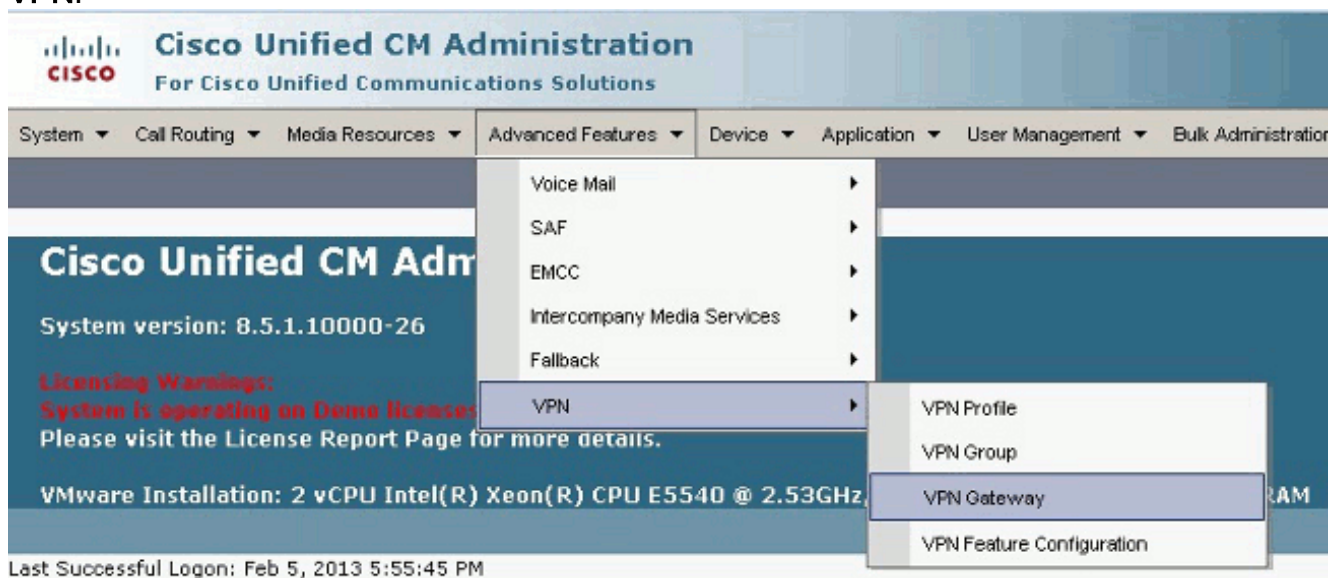 VPN.
cisco
Cisco Unified CM Administration
For Cisco Unified Communications Solutions
System Call Routing Media Resources Advanced Features Device Application User Management Bulk Administration
Voice Mail
SAF
EMCC
Intercompany Media Services
Fallback
VPN
VPN Profile
VPN Group
VPN Gateway
VPN Feature Configuration
Cisco Unified CM Adm
System version: 8.5.1.10000-26
Licensing Warnings:
System is operating on Demo licenses
Please visit the License Report Page for more details.
VMware Installation: 2 vCPU Intel(R) Xeon(R) CPU E5540 @ 2.53GHz, RAM
Last Successful Logon: Feb 5, 2013 5:55:45 PM